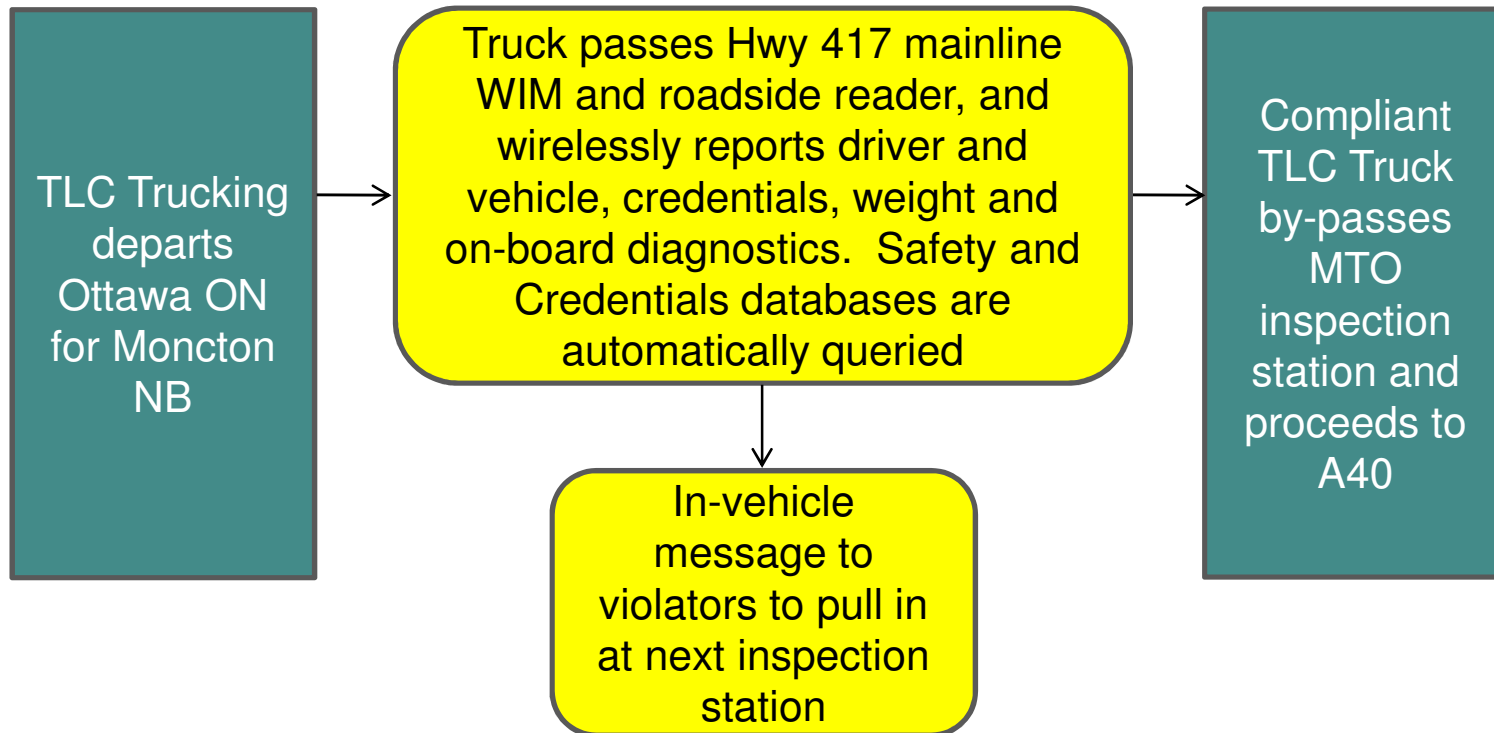 TLC Trucking
departs
Ottawa ON
for Moncton
NB
Truck passes Hwy 417 mainline
WIM and roadside reader, and
wirelessly reports driver and
vehicle, credentials, weight and
on-board diagnostics.  Safety and
Credentials databases are
automatically queried
In-vehicle
message to
violators to pull in
at next inspection
station
Compliant
TLC Truck
by-passes
MTO
inspection
station and
proceeds to
A40